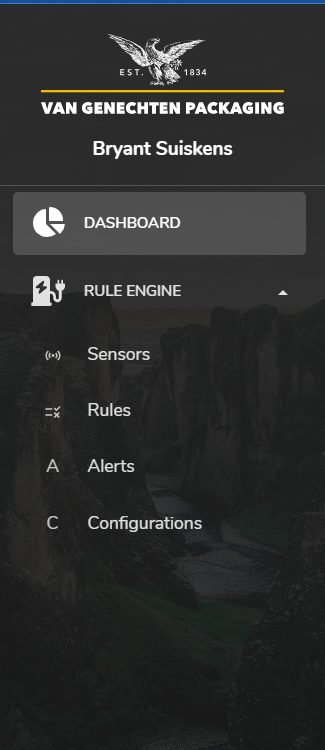 EST. 1834
VAN GENECHTEN PACKAGING
Bryant Suiskens
DASHBOARD
RULE ENGINE
Sensors
Rules
A Alerts
C Configurations